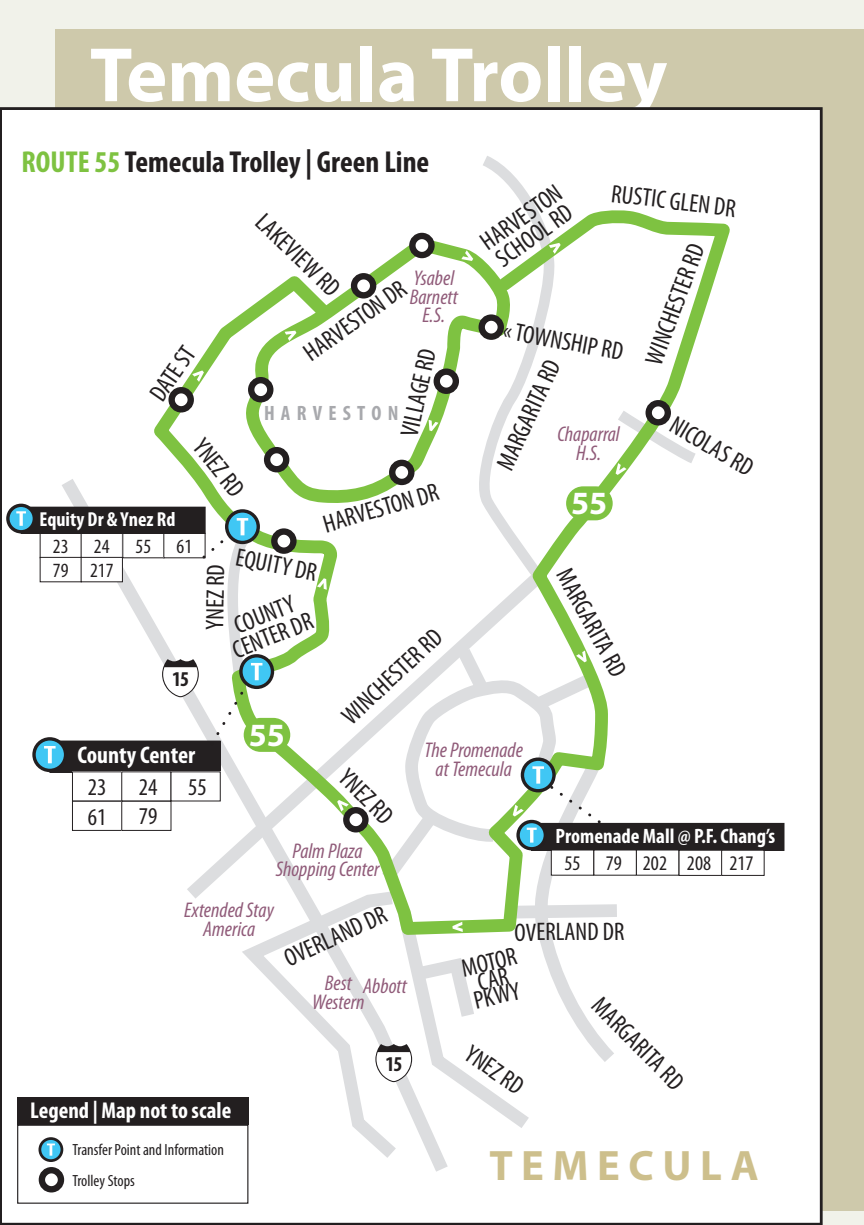 Temecula Trolley
ROUTE 55 Temecula Trolley | Green Line
RUSTIC GLEN DR
HARVESTON
SCHOOL RD
LAKEVIEW RD
HARVESTON DR
Ysabel
Barnett
E.S.
WINCHESTER RD
« TOWNSHIP RD
DATE ST
VILLAGE RD
MARGARITA RD
HARVESTON
Chaparral
H.S.
NICOLAS RD
YNEZ RD
HARVESTON DR
55
T Equity Dr & Ynez Rd
23 24 55 61
79 217
T
EQUITY DR
YNEZ RD
COUNTY
CENTER DR
MARGARITA RD
T
15
WINCHESTER RD
55
T County Center
23 24 55
61 79
The Promenade
at Temecula
T
YNEZ RD
T Promenade Mall @ P.F. Chang's
55 79 202 208 217
Palm Plaza
Shopping Center
Extended Stay
America
OVERLAND DR
OVERLAND DR
MOTOR
CAR
PKWY
Best
Western
Abbott
15
YNEZ RD
MARGARITA RD
Legend | Map not to scale
T Transfer Point and Information
Trolley Stops
TEMECULA